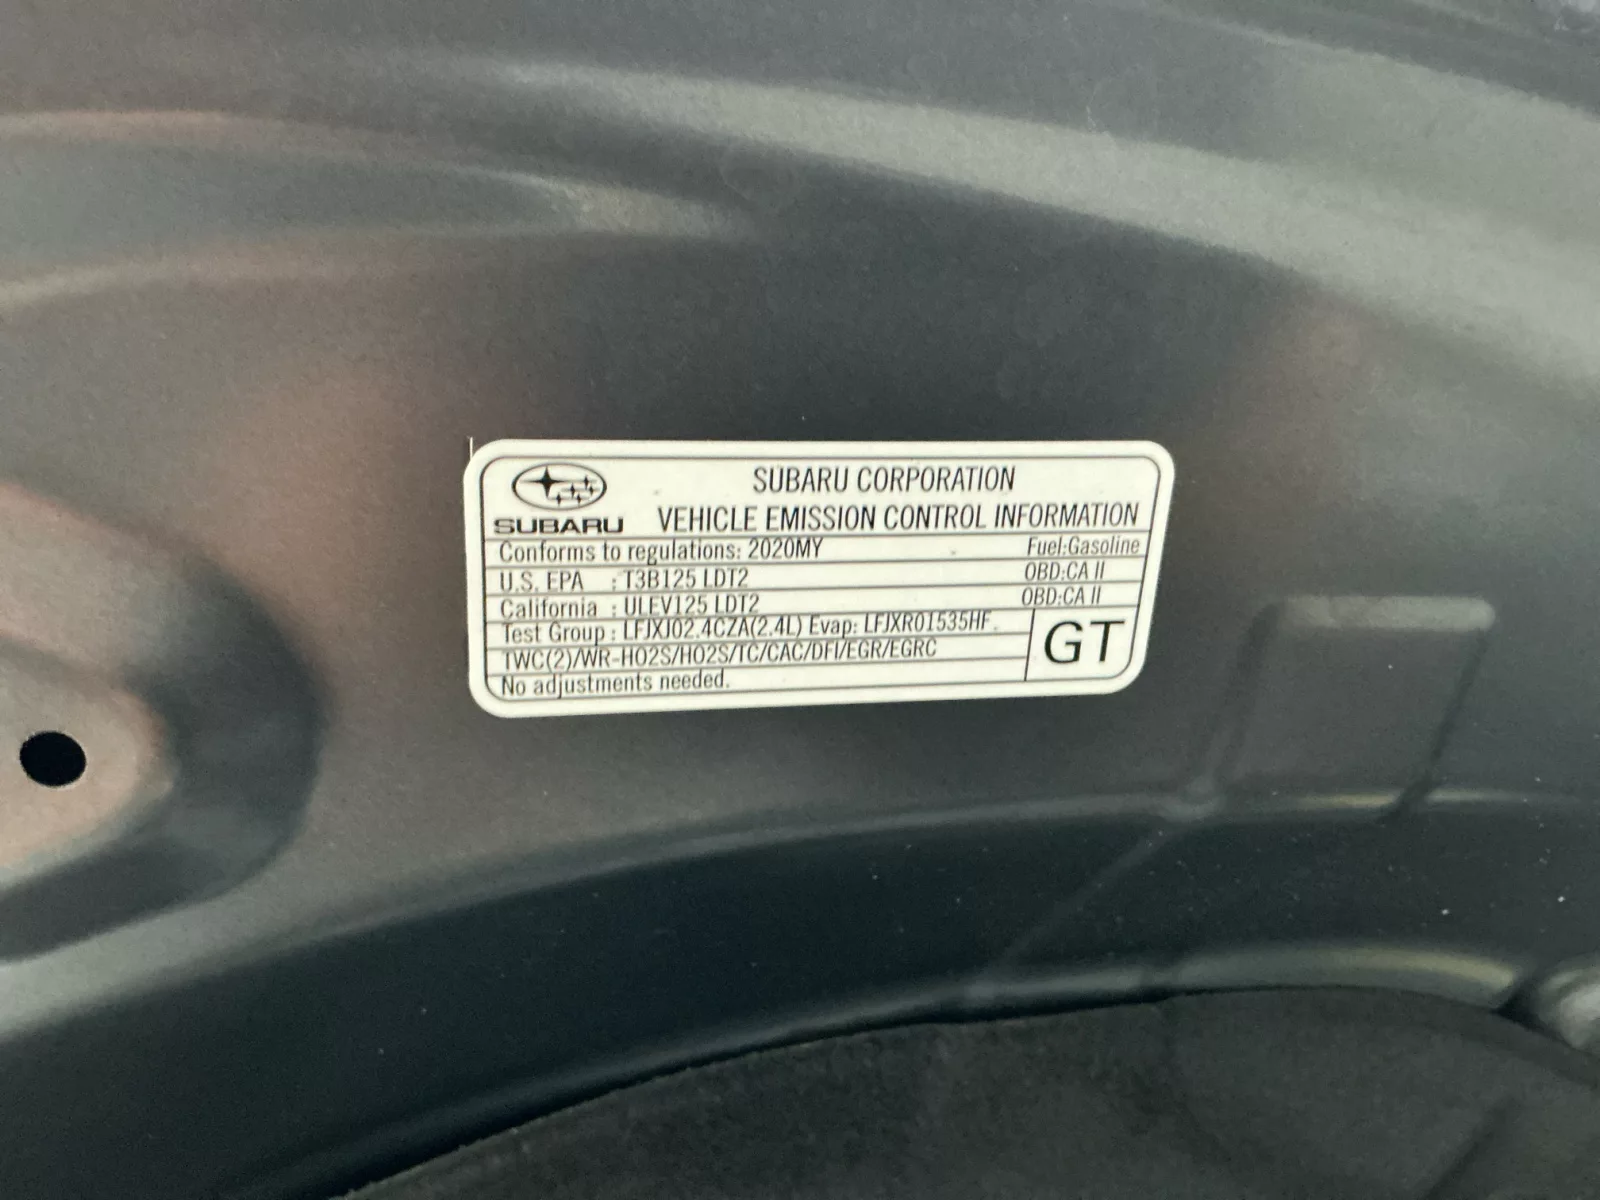 SUBARU CORPORATION
SUBARU VEHICLE EMISSION CONTROL INFORMATION
Conforms to regulations: 2020MY Fuel:Gasoline
U.S. EPA : T3B125 LDT2 OBD:CA II
California : ULEV125 LDT2 OBD:CA II
Test Group : LFJXJ02.4CZA(2.4L) Evap: LFJXR01535HF
TWC(2)/WR-HO2S/HO2S/TC/CAC/DFI/EGR/EGRC
GT
No adjustments needed.